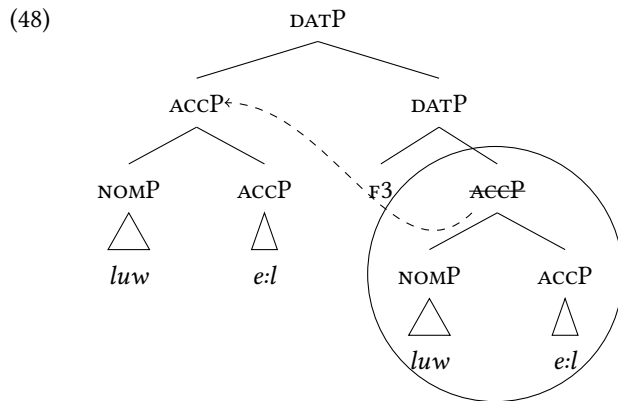 (48)
DATP
ACCP DATP
NOMP ACCP F3 ACCP
luw e:l NOMP ACCP
luw e:l